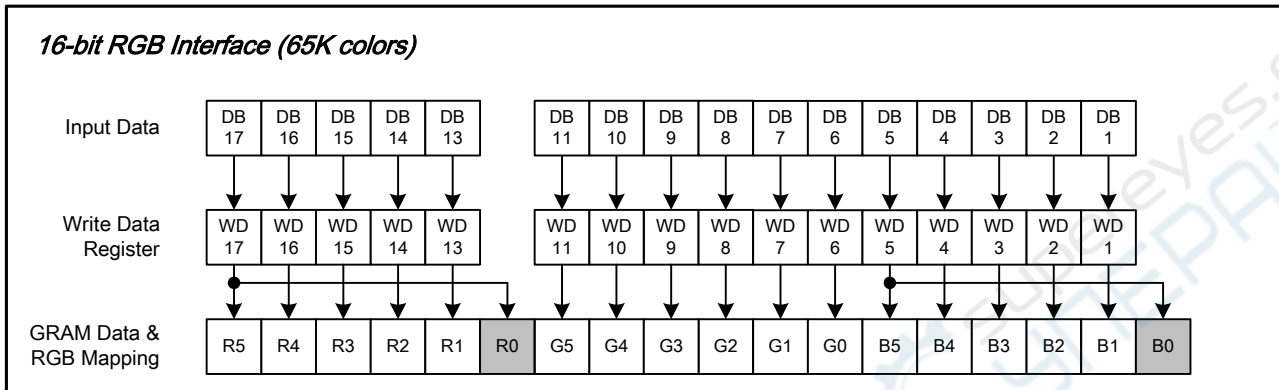 16-bit RGB Interface (65K colors)
Input Data
DB 17 DB 16 DB 15 DB 14 DB 13 DB 11 DB 10 DB 9 DB 8 DB 7 DB 6 DB 5 DB 4 DB 3 DB 2 DB 1
Write Data Register
WD 17 WD 16 WD 15 WD 14 WD 13 WD 11 WD 10 WD 9 WD 8 WD 7 WD 6 WD 5 WD 4 WD 3 WD 2 WD 1
GRAM Data & RGB Mapping
R5 R4 R3 R2 R1 R0 G5 G4 G3 G2 G1 G0 B5 B4 B3 B2 B1 B0